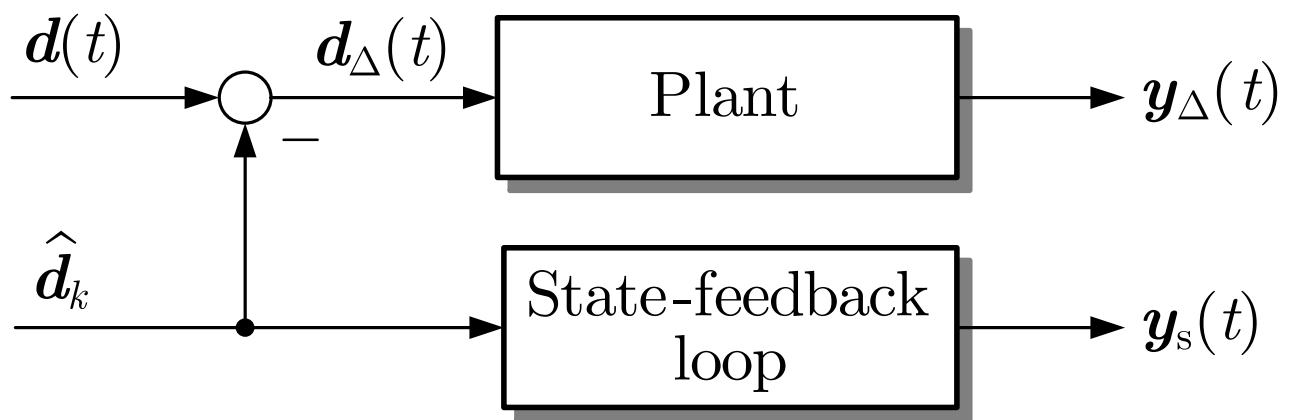 d(t) d_Δ(t) Plant y_Δ(t)
−
d̂_k State-feedback y_s(t)
loop